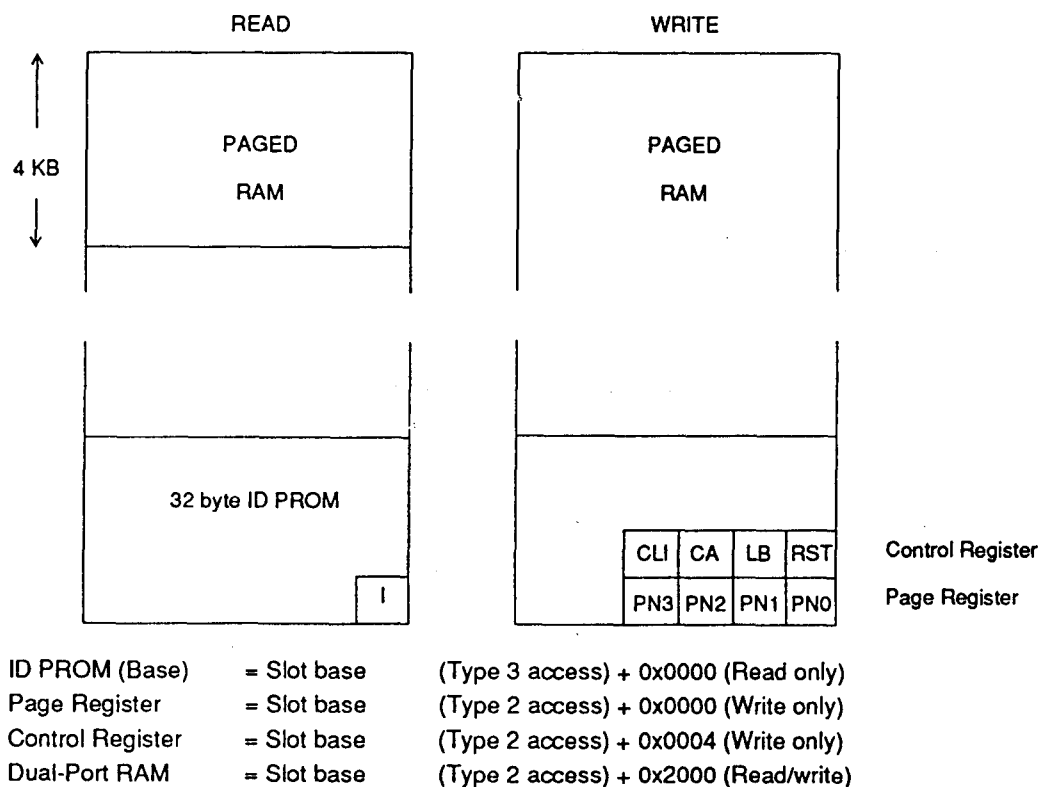 READ WRITE
4 KB
PAGED PAGED
RAM RAM
32 byte ID PROM
CLI CA LB RST Control Register
I PN3 PN2 PN1 PN0 Page Register
ID PROM (Base) = Slot base (Type 3 access) + 0x0000 (Read only)
Page Register = Slot base (Type 2 access) + 0x0000 (Write only)
Control Register = Slot base (Type 2 access) + 0x0004 (Write only)
Dual-Port RAM = Slot base (Type 2 access) + 0x2000 (Read/write)